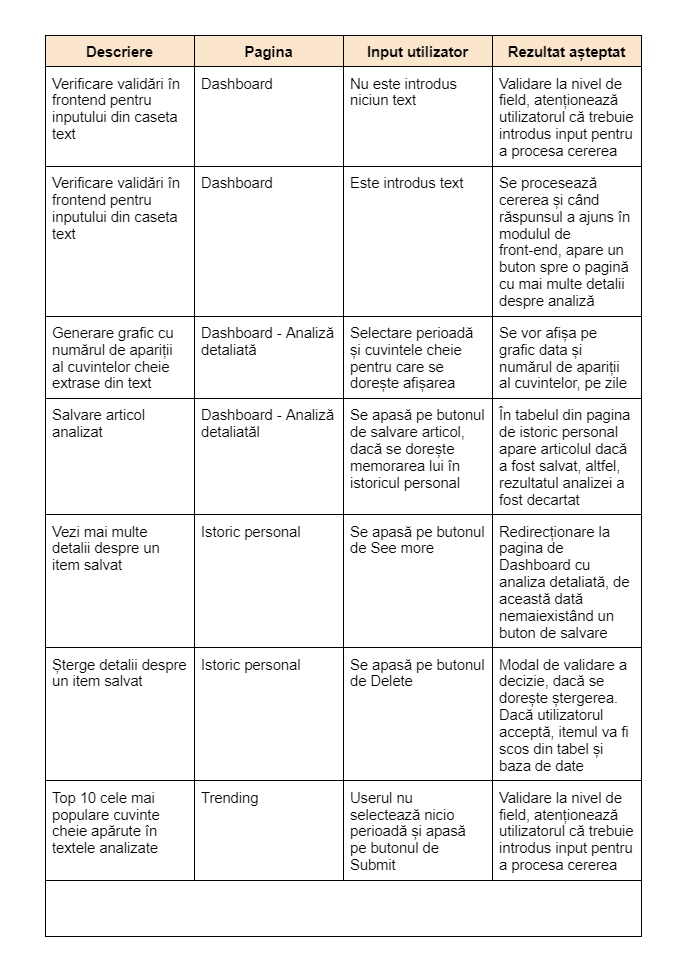 Descriere Pagina Input utilizator Rezultat așteptat
Verificare validări în
frontend pentru
inputului din caseta
text
Dashboard
Nu este introdus
niciun text
Validare la nivel de
field, atenționează
utilizatorul că trebuie
introdus input pentru
a procesa cererea
Verificare validări în
frontend pentru
inputului din caseta
text
Dashboard
Este introdus text
Se procesează
cererea și când
răspunsul a ajuns în
modulul de
front-end, apare un
buton spre o pagină
cu mai multe detalii
despre analiză
Generare grafic cu
numărul de apariții
al cuvintelor cheie
extrase din text
Dashboard - Analiză
detaliată
Selectare perioadă
și cuvintele cheie
pentru care se
dorește afișarea
Se vor afișa pe
grafic data și
numărul de apariții
al cuvintelor, pe zile
Salvare articol
analizat
Dashboard - Analiză
detaliatăl
Se apasă pe butonul
de salvare articol,
dacă se dorește
memorarea lui în
istoricul personal
În tabelul din pagina
de istoric personal
apare articolul dacă
a fost salvat, altfel,
rezultatul analizei a
fost decartat
Vezi mai multe
detalii despre un
item salvat
Istoric personal
Se apasă pe butonul
de See more
Redirecționare la
pagina de
Dashboard cu
analiza detaliată, de
această dată
nemaiexistând un
buton de salvare
Șterge detalii despre
un item salvat
Istoric personal
Se apasă pe butonul
de Delete
Modal de validare a
decizie, dacă se
dorește ștergerea.
Dacă utilizatorul
acceptă, itemul va fi
scos din tabel și
baza de date
Top 10 cele mai
populare cuvinte
cheie apărute în
textele analizate
Trending
Userul nu
selectează nicio
perioadă și apasă
pe butonul de
Submit
Validare la nivel de
field, atenționează
utilizatorul că trebuie
introdus input pentru
a procesa cererea